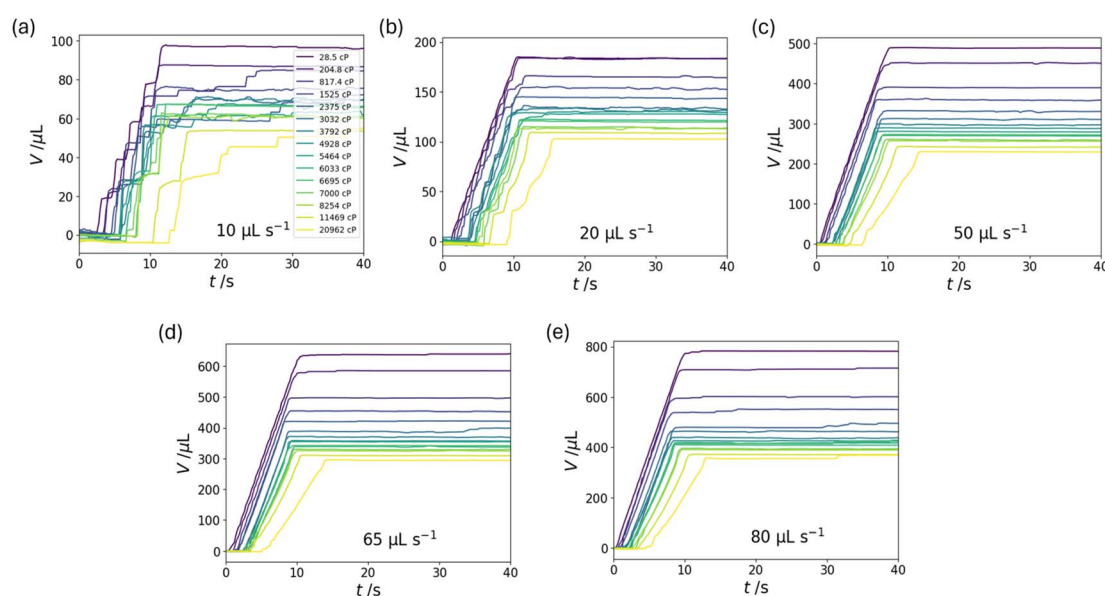 (a)
V /µL
100
80
60
40
20
0
28.5 cP
204.8 cP
817.4 cP
1525 cP
2375 cP
3032 cP
3792 cP
4928 cP
5464 cP
6033 cP
6695 cP
7000 cP
8254 cP
11469 cP
20962 cP
10 µL s⁻¹
0 10 20 30 40
t /s
(b)
V /µL
200
150
100
50
0
20 µL s⁻¹
0 10 20 30 40
t /s
(c)
V /µL
500
400
300
200
100
0
50 µL s⁻¹
0 10 20 30 40
t /s
(d)
V /µL
600
500
400
300
200
100
0
65 µL s⁻¹
0 10 20 30 40
t /s
(e)
V /µL
800
600
400
200
0
80 µL s⁻¹
0 10 20 30 40
t /s